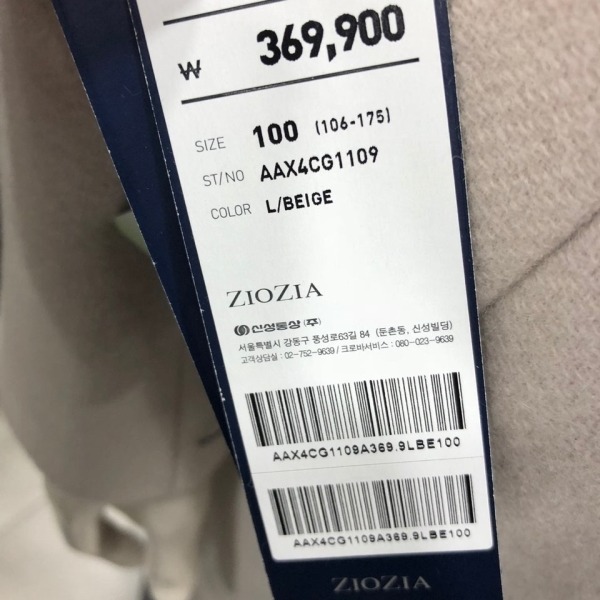 ₩ 369,900
SIZE 100 (106-175)
ST/NO AAX4CG1109
COLOR L/BEIGE
ZIOZIA
신성통상 (주)
서울특별시 강동구 풍성로63길 84 (둔촌동, 신성빌딩)
고객상담실 : 02-752-9639 / 크로바서비스 : 080-023-9639
AAX4CG1109A369.9LBE100
AAX4CG1109A369.9LBE100
ZIOZIA